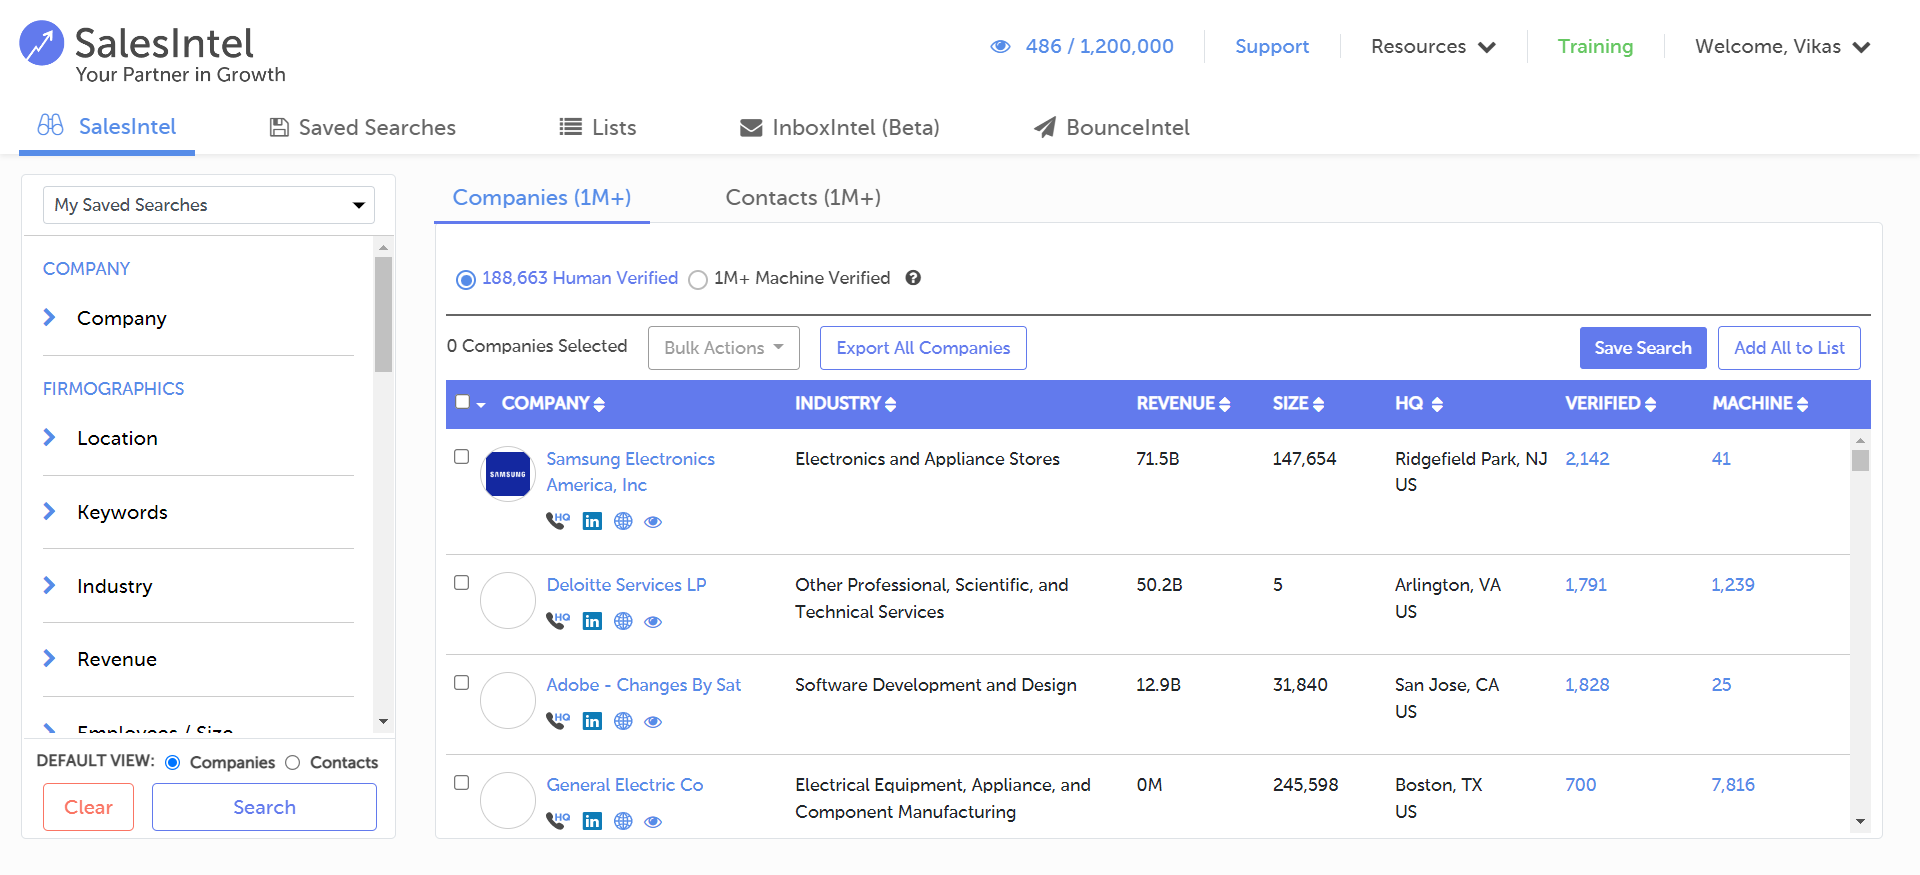 SalesIntel
Your Partner in Growth
486 / 1,200,000
Support
Resources
Training
Welcome, Vikas
SalesIntel
Saved Searches
Lists
InboxIntel (Beta)
BounceIntel
My Saved Searches
COMPANY
Company
FIRMOGRAPHICS
Location
Keywords
Industry
Revenue
Employees / Size
DEFAULT VIEW: Companies Contacts
Clear
Search
Companies (1M+)
Contacts (1M+)
188,663 Human Verified 1M+ Machine Verified ?
0 Companies Selected
Bulk Actions
Export All Companies
Save Search
Add All to List
COMPANY INDUSTRY REVENUE SIZE HQ VERIFIED MACHINE
SAMSUNG
Samsung Electronics Electronics and Appliance Stores 71.5B 147,654 Ridgefield Park, NJ 2,142 41
America, Inc US
HQ in
Deloitte Services LP Other Professional, Scientific, and 50.2B 5 Arlington, VA 1,791 1,239
Technical Services US
HQ in
Adobe - Changes By Sat Software Development and Design 12.9B 31,840 San Jose, CA 1,828 25
US
HQ in
General Electric Co Electrical Equipment, Appliance, and 0M 245,598 Boston, TX 700 7,816
Component Manufacturing US
HQ in